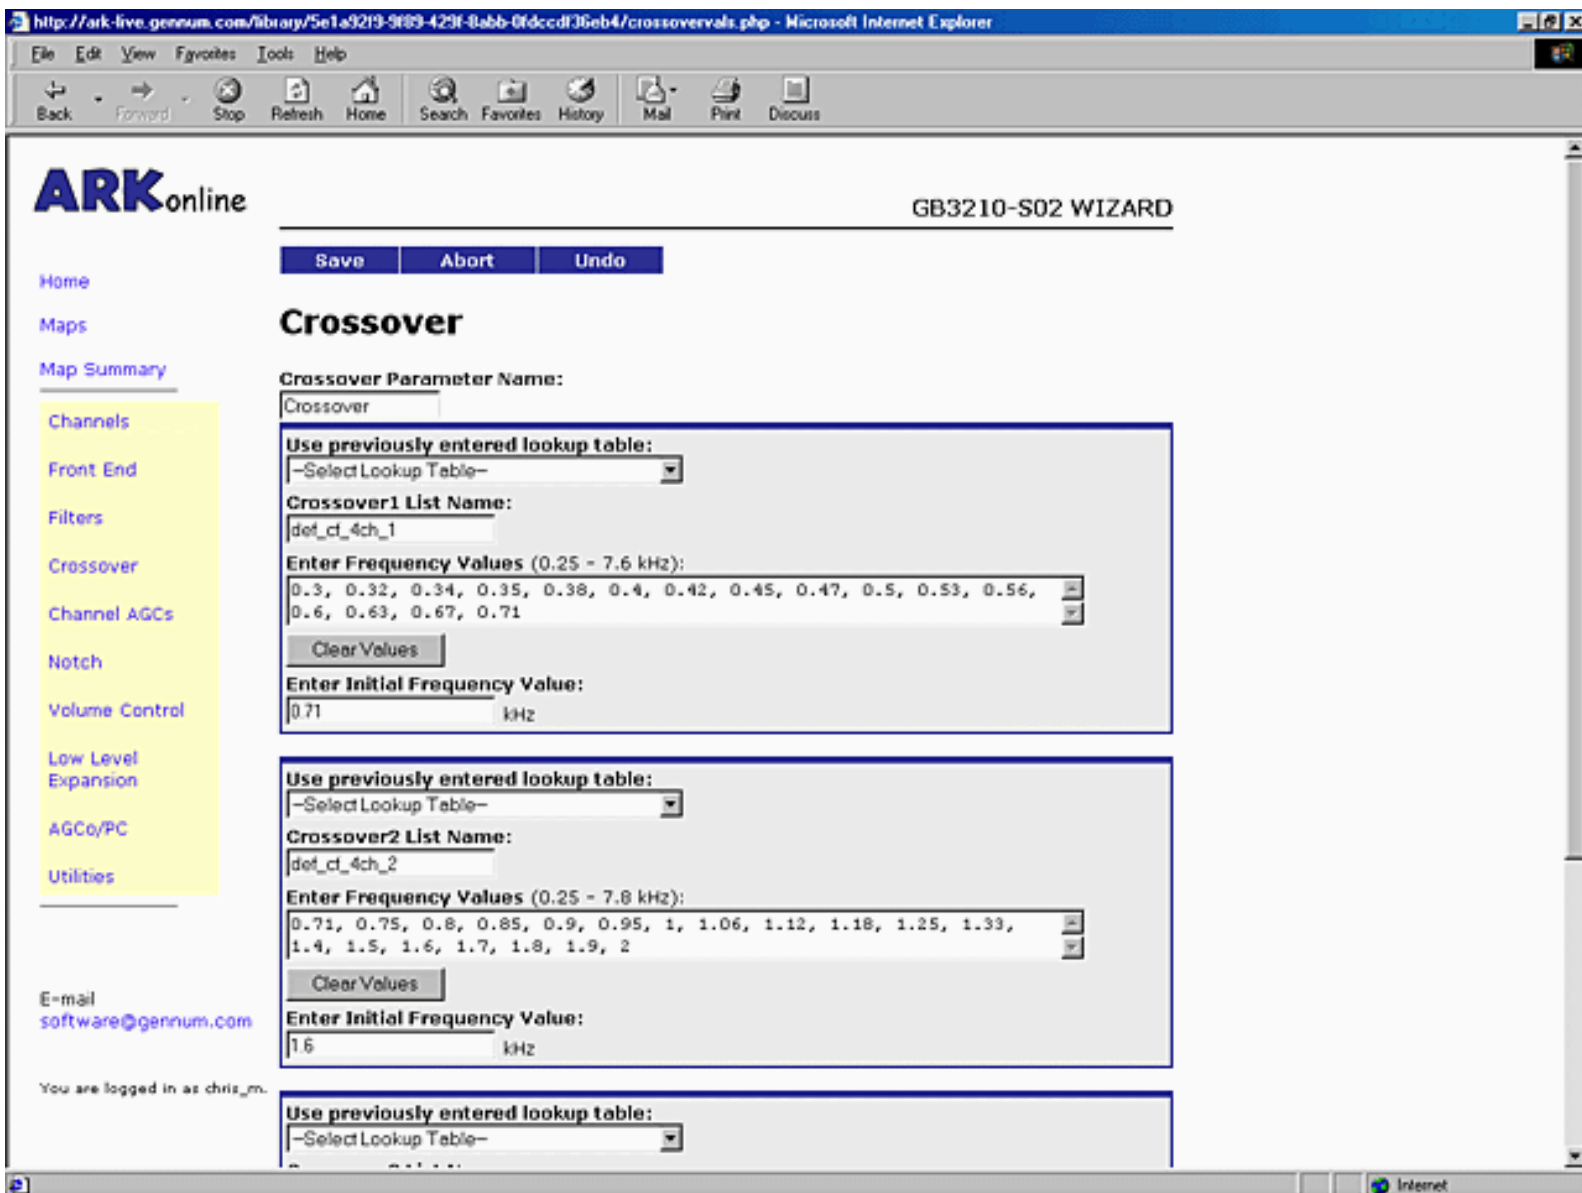 http://ark-live.gennum.com/library/5e1a92f9-9f89-429f-8abb-0fdccdf36eb4/crossovervals.php - Microsoft Internet Explorer
File Edit View Favorites Tools Help
Back Forward Stop Refresh Home Search Favorites History Mail Print Discuss
ARKonline
GB3210-S02 WIZARD
Save Abort Undo
Home
Maps
Map Summary
Channels
Front End
Filters
Crossover
Channel AGCs
Notch
Volume Control
Low Level
Expansion
AGCo/PC
Utilities
E-mail
software@gennum.com
You are logged in as chris_m.
Crossover
Crossover Parameter Name:
Crossover
Use previously entered lookup table:
--Select Lookup Table--
Crossover1 List Name:
def_cf_4ch_1
Enter Frequency Values (0.25 - 7.6 kHz):
0.3, 0.32, 0.34, 0.35, 0.38, 0.4, 0.42, 0.45, 0.47, 0.5, 0.53, 0.56,
0.6, 0.63, 0.67, 0.71
Clear Values
Enter Initial Frequency Value:
0.71 kHz
Use previously entered lookup table:
--Select Lookup Table--
Crossover2 List Name:
def_cf_4ch_2
Enter Frequency Values (0.25 - 7.8 kHz):
0.71, 0.75, 0.8, 0.85, 0.9, 0.95, 1, 1.06, 1.12, 1.18, 1.25, 1.33,
1.4, 1.5, 1.6, 1.7, 1.8, 1.9, 2
Clear Values
Enter Initial Frequency Value:
1.6 kHz
Use previously entered lookup table:
--Select Lookup Table--
Internet